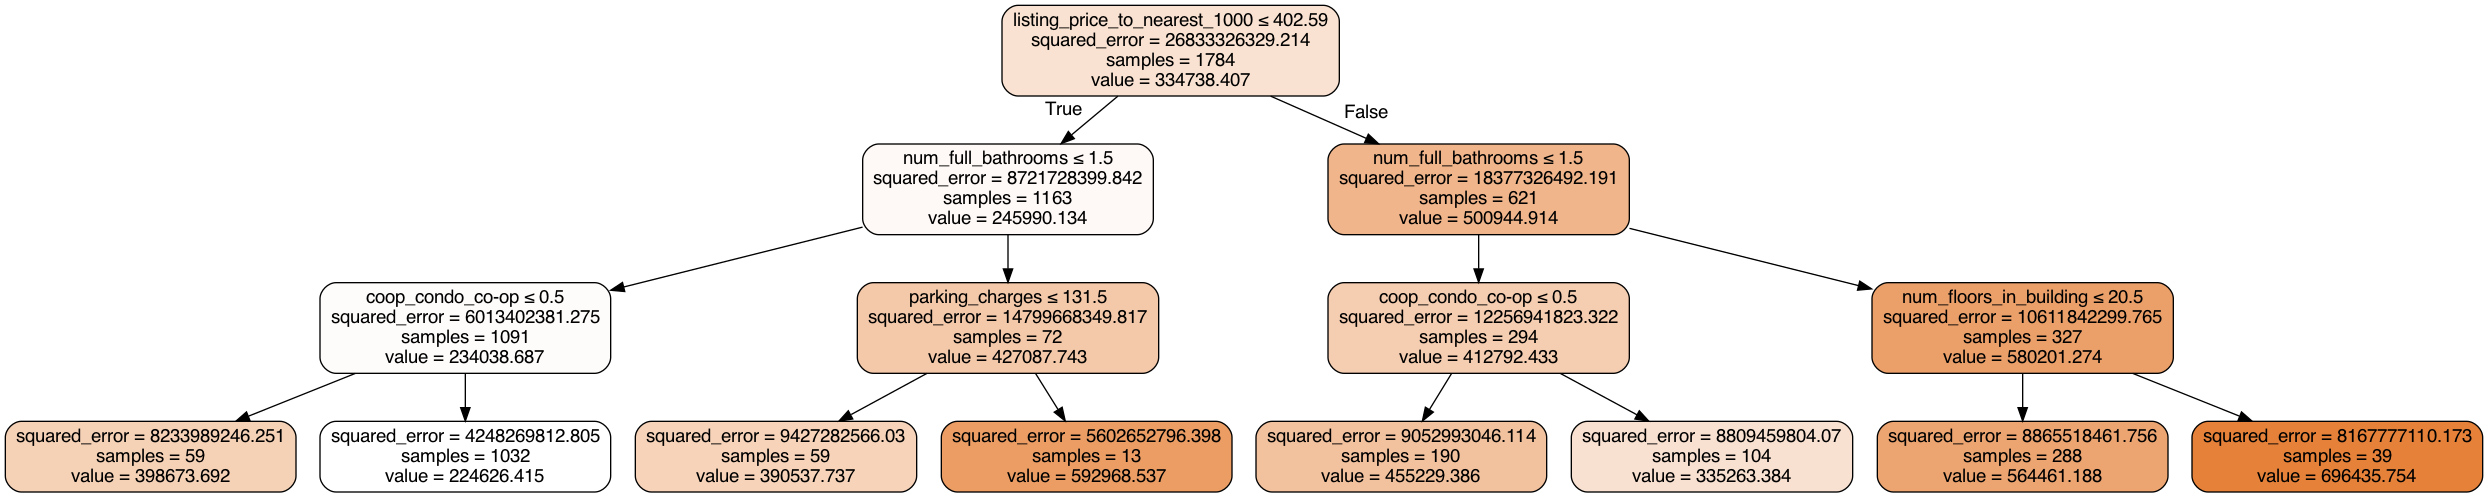 listing_price_to_nearest_1000 ≤ 402.59
squared_error = 26833326329.214
samples = 1784
value = 334738.407
True
False
num_full_bathrooms ≤ 1.5
squared_error = 8721728399.842
samples = 1163
value = 245990.134
num_full_bathrooms ≤ 1.5
squared_error = 18377326492.191
samples = 621
value = 500944.914
coop_condo_co-op ≤ 0.5
squared_error = 6013402381.275
samples = 1091
value = 234038.687
parking_charges ≤ 131.5
squared_error = 14799668349.817
samples = 72
value = 427087.743
coop_condo_co-op ≤ 0.5
squared_error = 12256941823.322
samples = 294
value = 412792.433
num_floors_in_building ≤ 20.5
squared_error = 10611842299.765
samples = 327
value = 580201.274
squared_error = 8233989246.251
samples = 59
value = 398673.692
squared_error = 4248269812.805
samples = 1032
value = 224626.415
squared_error = 9427282566.03
samples = 59
value = 390537.737
squared_error = 5602652796.398
samples = 13
value = 592968.537
squared_error = 9052993046.114
samples = 190
value = 455229.386
squared_error = 8809459804.07
samples = 104
value = 335263.384
squared_error = 8865518461.756
samples = 288
value = 564461.188
squared_error = 8167777110.173
samples = 39
value = 696435.754